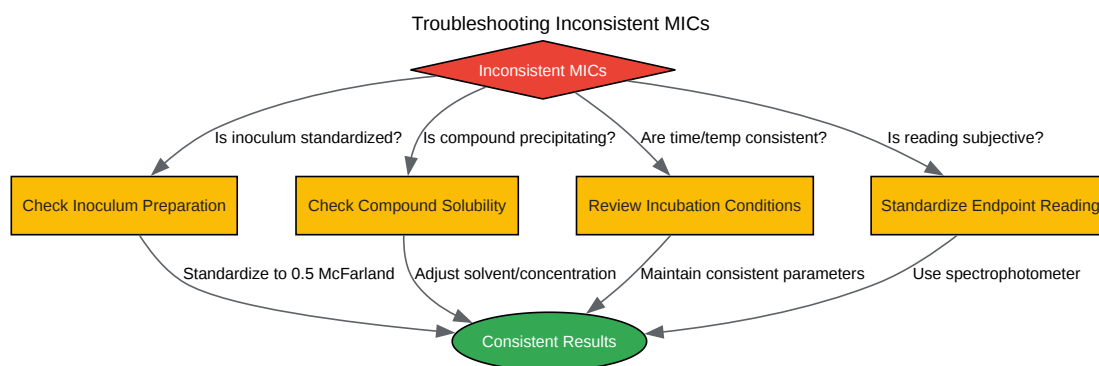 Troubleshooting Inconsistent MICs
Inconsistent MICs
Is inoculum standardized?
Is compound precipitating?
Are time/temp consistent?
Is reading subjective?
Check Inoculum Preparation
Check Compound Solubility
Review Incubation Conditions
Standardize Endpoint Reading
Standardize to 0.5 McFarland
Adjust solvent/concentration
Maintain consistent parameters
Use spectrophotometer
Consistent Results